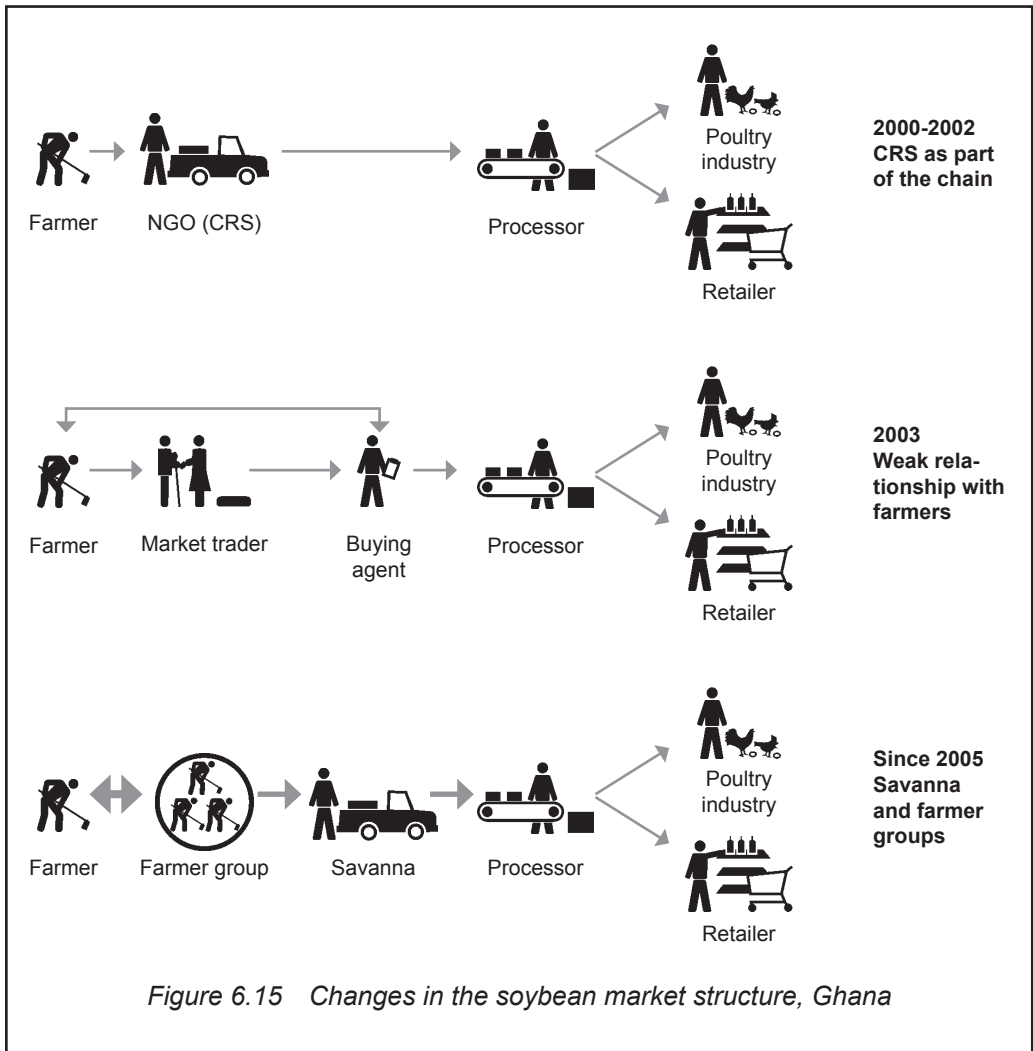 Poultry
industry
2000-2002
CRS as part
of the chain
Farmer
NGO (CRS)
Processor
Retailer
Poultry
industry
2003
Weak rela-
tionship with
farmers
Farmer
Market trader
Buying
agent
Processor
Retailer
Poultry
industry
Since 2005
Savanna
and farmer
groups
Farmer
Farmer group
Savanna
Processor
Retailer
Figure 6.15 Changes in the soybean market structure, Ghana